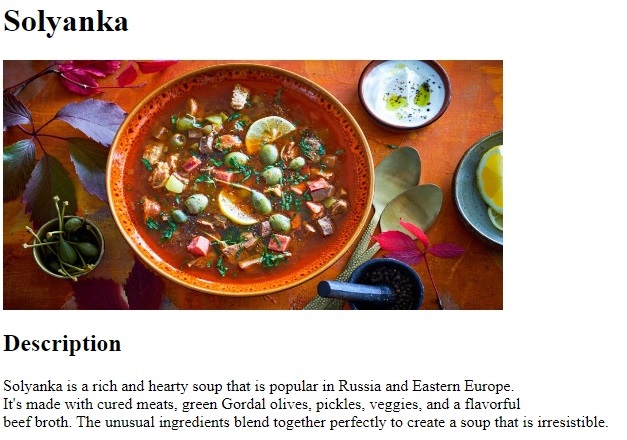 Solyanka
Description
Solyanka is a rich and hearty soup that is popular in Russia and Eastern Europe.
It's made with cured meats, green Gordal olives, pickles, veggies, and a flavorful
beef broth. The unusual ingredients blend together perfectly to create a soup that is irresistible.